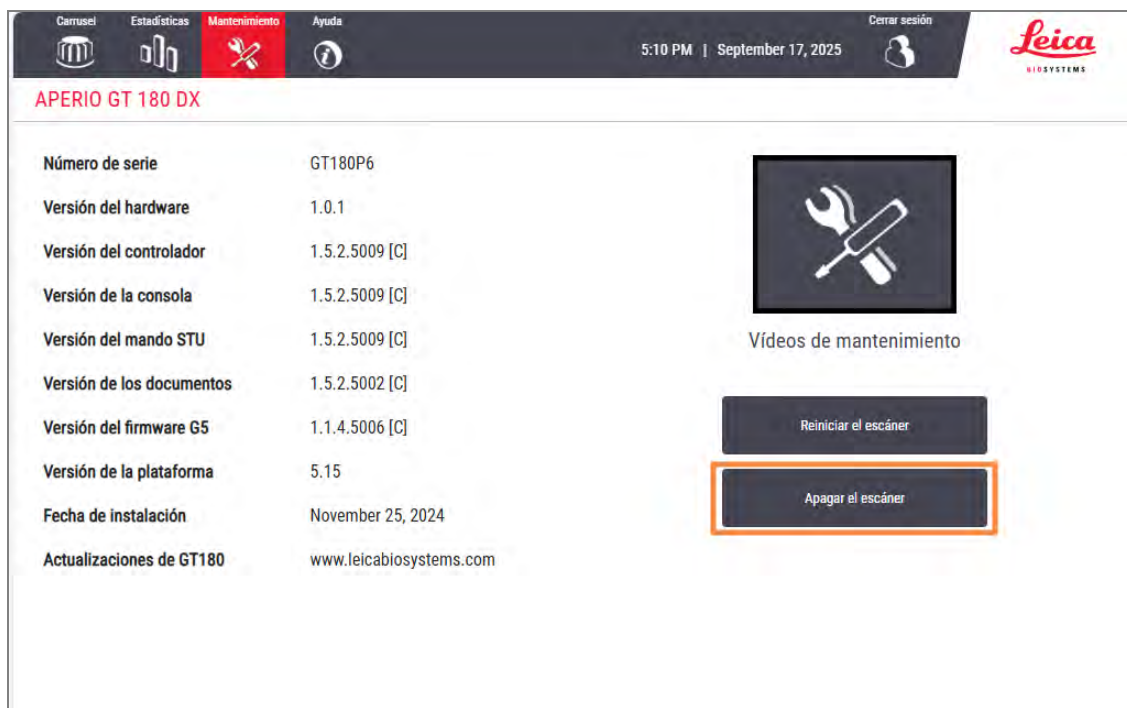 Carrusel Estadísticas Mantenimiento Ayuda Cerrar sesión
5:10 PM | September 17, 2025
Leica
BIOSYSTEMS
APERIO GT 180 DX
Número de serie GT180P6
Versión del hardware 1.0.1
Versión del controlador 1.5.2.5009 [C]
Versión de la consola 1.5.2.5009 [C]
Versión del mando STU 1.5.2.5009 [C]
Versión de los documentos 1.5.2.5002 [C]
Versión del firmware G5 1.1.4.5006 [C]
Versión de la plataforma 5.15
Fecha de instalación November 25, 2024
Actualizaciones de GT180 www.leicabiosystems.com
Vídeos de mantenimiento
Reiniciar el escáner
Apagar el escáner